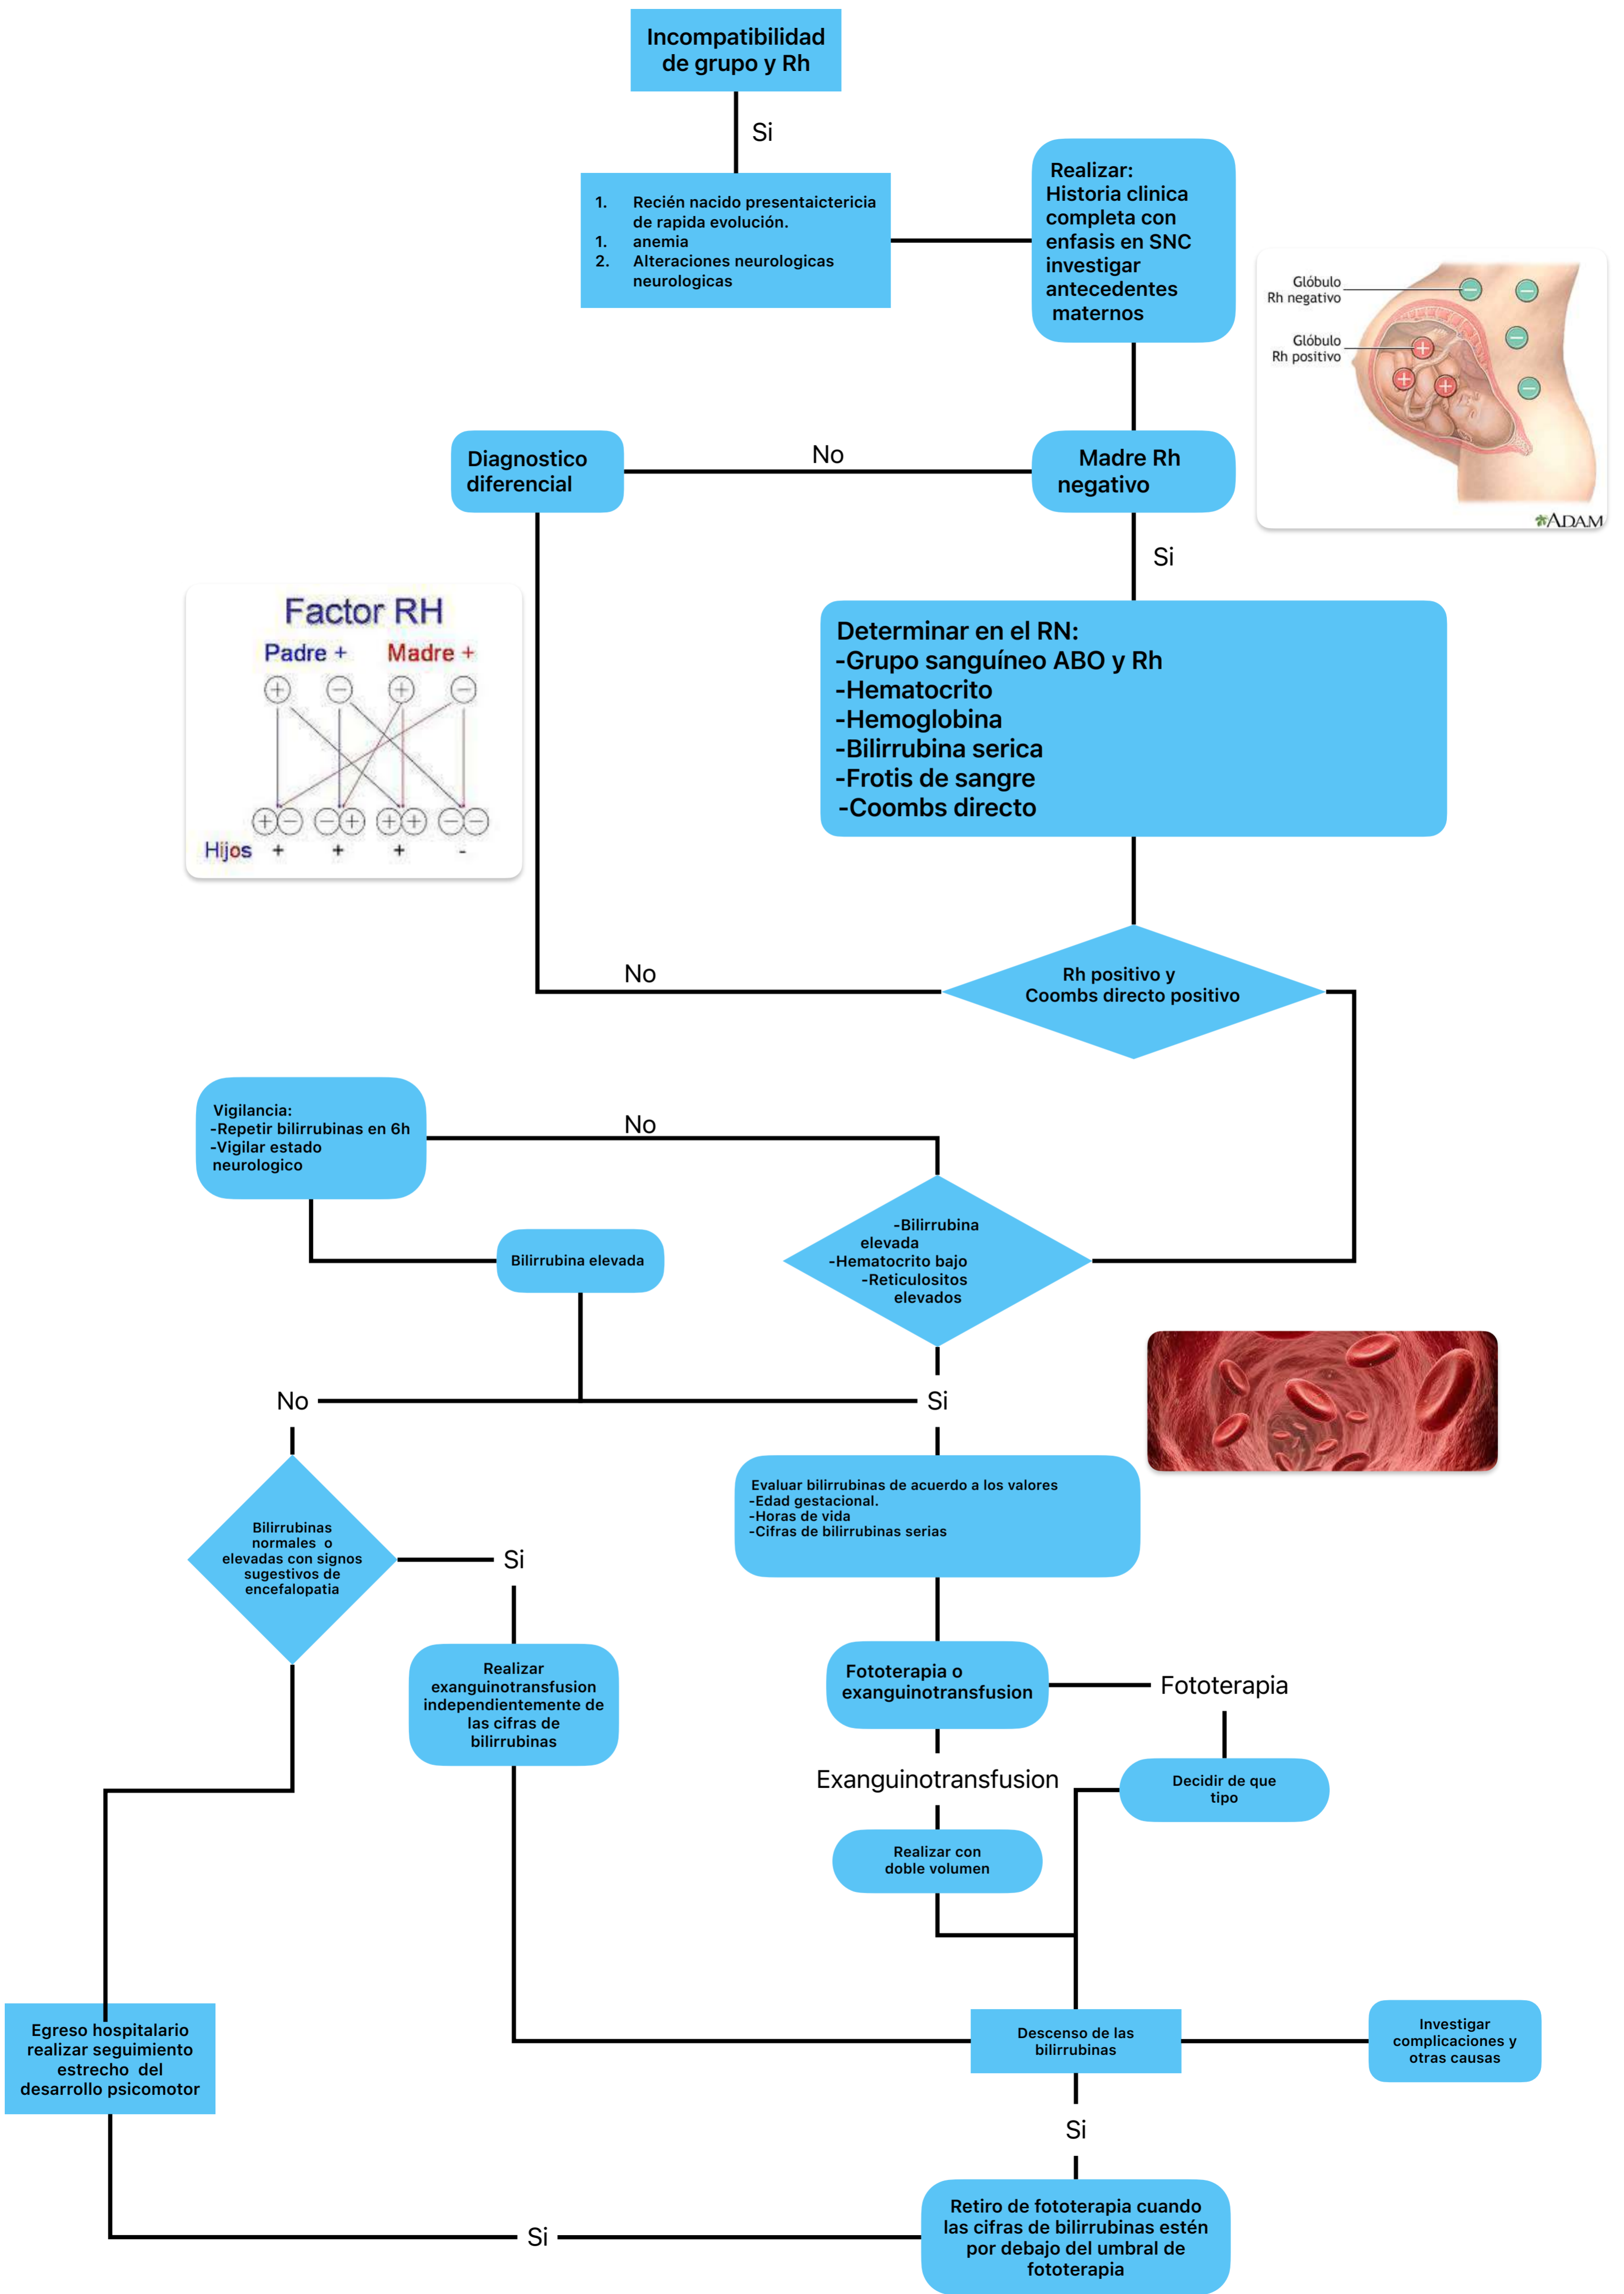 Incompatibilidad
de grupo y Rh
Si
1. Recién nacido presentaictericia
de rapida evolución.
1. anemia
2. Alteraciones neurologicas
neurologicas
Realizar:
Historia clinica
completa con
enfasis en SNC
investigar
antecedentes
maternos
Glóbulo
Rh negativo
Glóbulo
Rh positivo
ADAM
Diagnostico
diferencial
No
Madre Rh
negativo
Si
Factor RH
Padre + Madre +
+ − + −
+− −+ ++ −−
Hijos + + + -
Determinar en el RN:
-Grupo sanguíneo ABO y Rh
-Hematocrito
-Hemoglobina
-Bilirrubina serica
-Frotis de sangre
-Coombs directo
No
Rh positivo y
Coombs directo positivo
Vigilancia:
-Repetir bilirrubinas en 6h
-Vigilar estado
neurologico
No
-Bilirrubina
elevada
-Hematocrito bajo
-Reticulositos
elevados
Bilirrubina elevada
No
Si
Bilirrubinas
normales o
elevadas con signos
sugestivos de
encefalopatia
Si
Evaluar bilirrubinas de acuerdo a los valores
-Edad gestacional.
-Horas de vida
-Cifras de bilirrubinas serias
Realizar
exanguinotransfusion
independientemente de
las cifras de
bilirrubinas
Fototerapia o
exanguinotransfusion
Fototerapia
Exanguinotransfusion
Decidir de que
tipo
Realizar con
doble volumen
Egreso hospitalario
realizar seguimiento
estrecho del
desarrollo psicomotor
Descenso de las
bilirrubinas
Investigar
complicaciones y
otras causas
Si
Si
Retiro de fototerapia cuando
las cifras de bilirrubinas estén
por debajo del umbral de
fototerapia